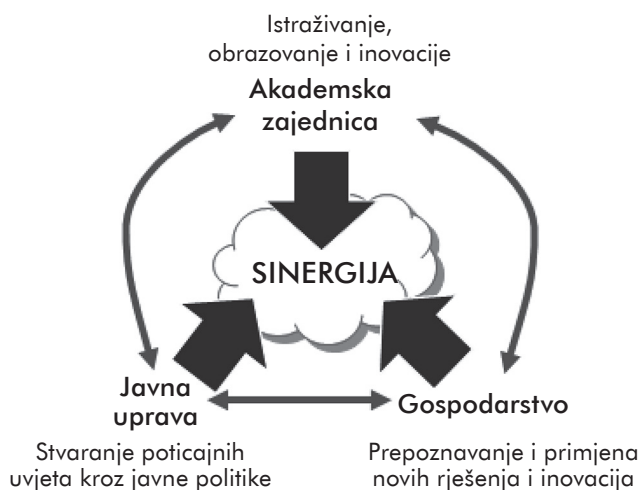 Istraživanje,
obrazovanje i inovacije
Akademska
zajednica
SINERGIJA
Javna
uprava
Stvaranje poticajnih
uvjeta kroz javne politike
Gospodarstvo
Prepoznavanje i primjena
novih rješenja i inovacija